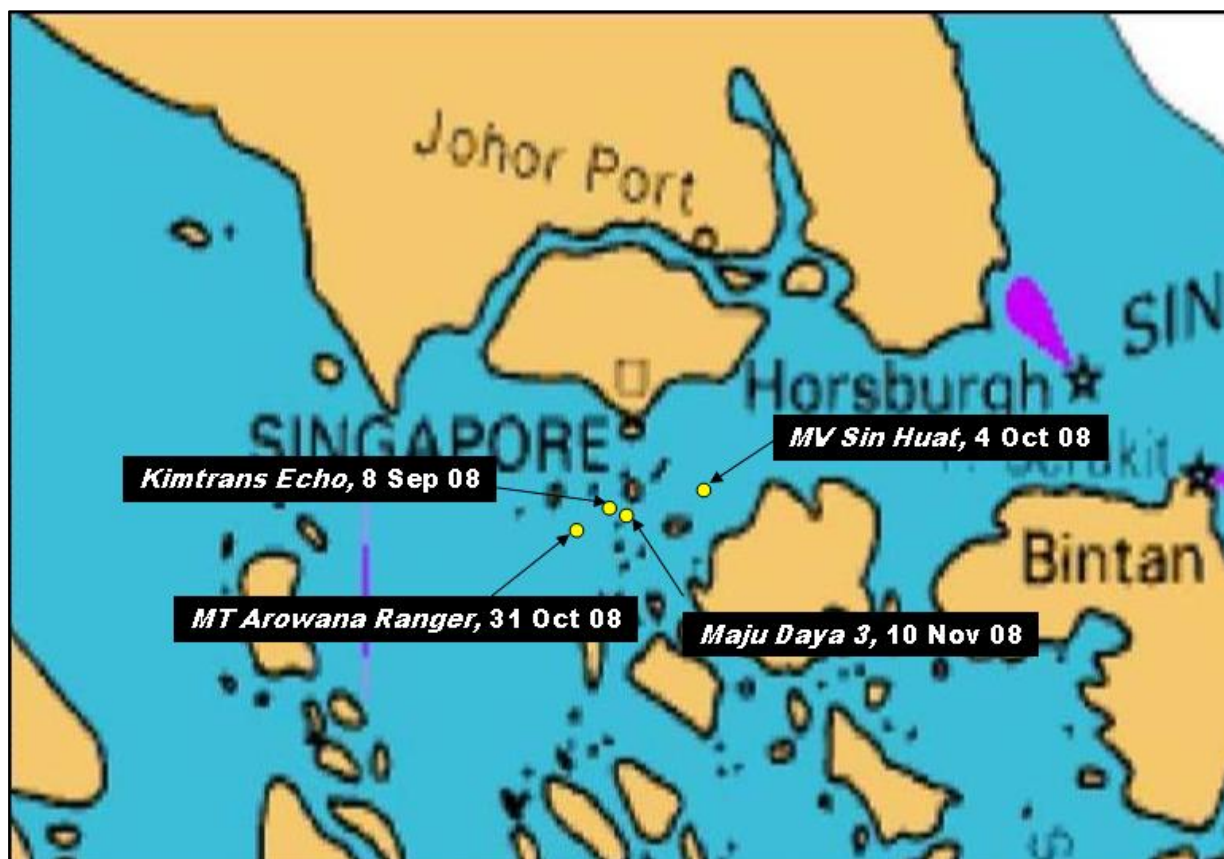 Johor Port
SIN
Horsburgh
SINGAPORE
MV Sin Huat, 4 Oct 08
Kimtrans Echo, 8 Sep 08
Bintan
MT Arowana Ranger, 31 Oct 08
Maju Daya 3, 10 Nov 08